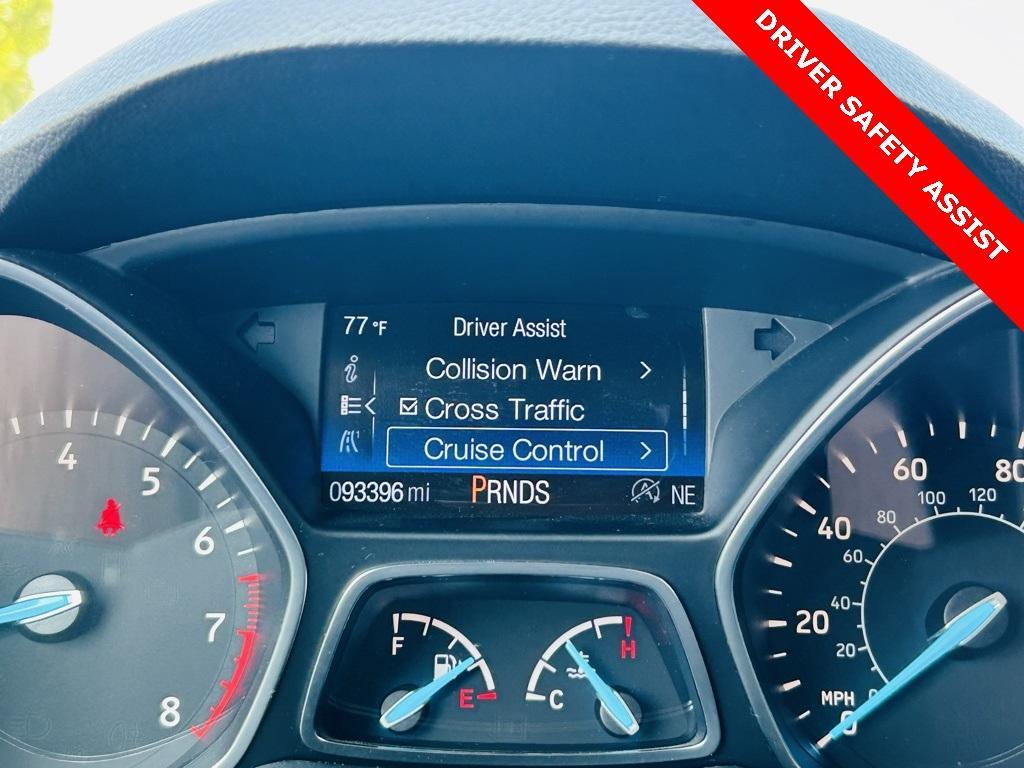 DRIVER SAFETY ASSIST
77 °F Driver Assist
Collision Warn >
Cross Traffic
Cruise Control >
093396 mi PRNDS NE
4
5
6
7
8
F
E
C
H
20
40
60
80
20
40
60
80
100
120
MPH 0
0